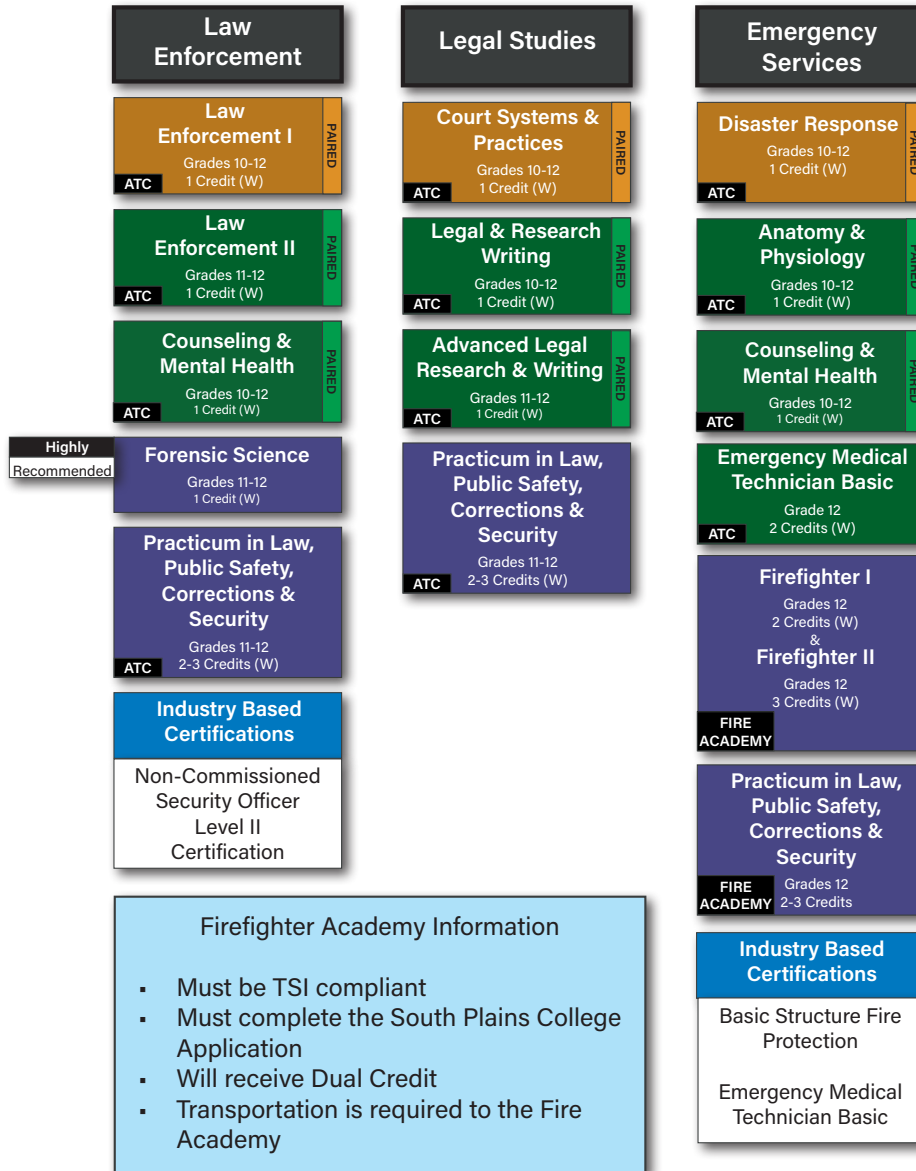 Law
Enforcement
Law
Enforcement I
Grades 10-12
1 Credit (W)
ATC
PAIRED
Law
Enforcement II
Grades 11-12
1 Credit (W)
ATC
PAIRED
Counseling &
Mental Health
Grades 10-12
1 Credit (W)
ATC
PAIRED
Highly
Recommended
Forensic Science
Grades 11-12
1 Credit (W)
Practicum in Law,
Public Safety,
Corrections &
Security
Grades 11-12
2-3 Credits (W)
ATC
Industry Based
Certifications
Non-Commissioned
Security Officer
Level II
Certification
Legal Studies
Court Systems &
Practices
Grades 10-12
1 Credit (W)
ATC
PAIRED
Legal & Research
Writing
Grades 10-12
1 Credit (W)
ATC
PAIRED
Advanced Legal
Research & Writing
Grades 11-12
1 Credit (W)
ATC
PAIRED
Practicum in Law,
Public Safety,
Corrections &
Security
Grades 11-12
2-3 Credits (W)
ATC
Emergency
Services
Disaster Response
Grades 10-12
1 Credit (W)
ATC
PAIRED
Anatomy &
Physiology
Grades 10-12
1 Credit (W)
ATC
PAIRED
Counseling &
Mental Health
Grades 10-12
1 Credit (W)
ATC
PAIRED
Emergency Medical
Technician Basic
Grade 12
2 Credits (W)
ATC
Firefighter I
Grades 12
2 Credits (W)
&
Firefighter II
Grades 12
3 Credits (W)
FIRE
ACADEMY
Practicum in Law,
Public Safety,
Corrections &
Security
Grades 12
2-3 Credits
FIRE
ACADEMY
Industry Based
Certifications
Basic Structure Fire
Protection
Emergency Medical
Technician Basic
Firefighter Academy Information
▪ Must be TSI compliant
▪ Must complete the South Plains College
Application
▪ Will receive Dual Credit
▪ Transportation is required to the Fire
Academy